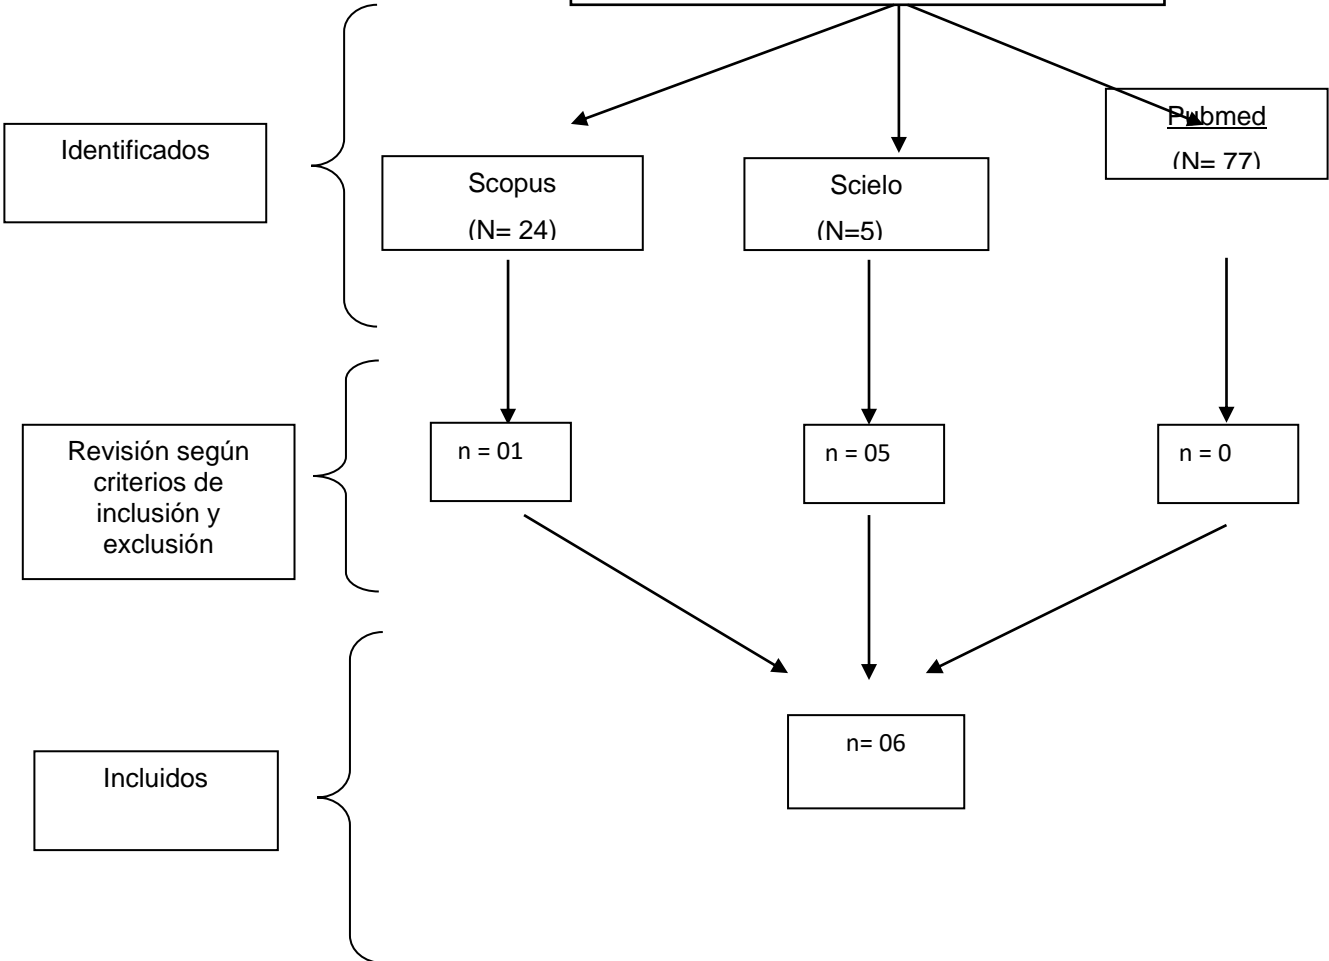 Identificados
Scopus
(N= 24)
Scielo
(N=5)
Pubmed
(N= 77)
Revisión según
criterios de
inclusión y
exclusión
n = 01
n = 05
n = 0
Incluidos
n= 06